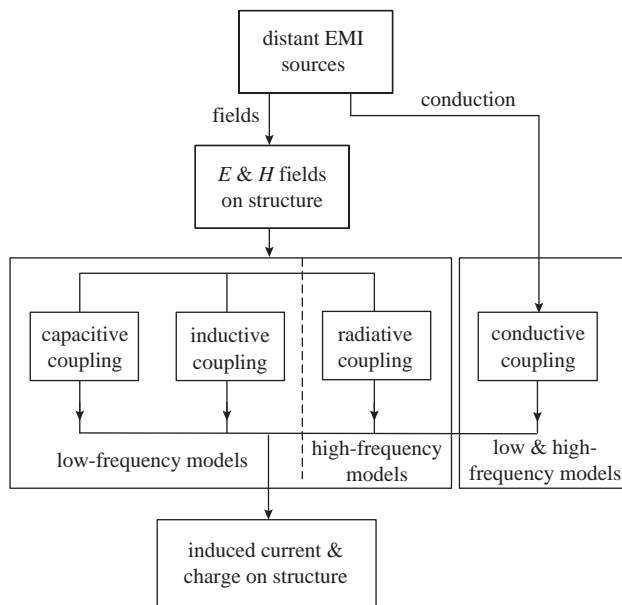 distant EMI
sources
fields
conduction
E & H fields
on structure
capacitive
coupling
inductive
coupling
radiative
coupling
conductive
coupling
low-frequency models
high-frequency
models
low & high-
frequency models
induced current &
charge on structure